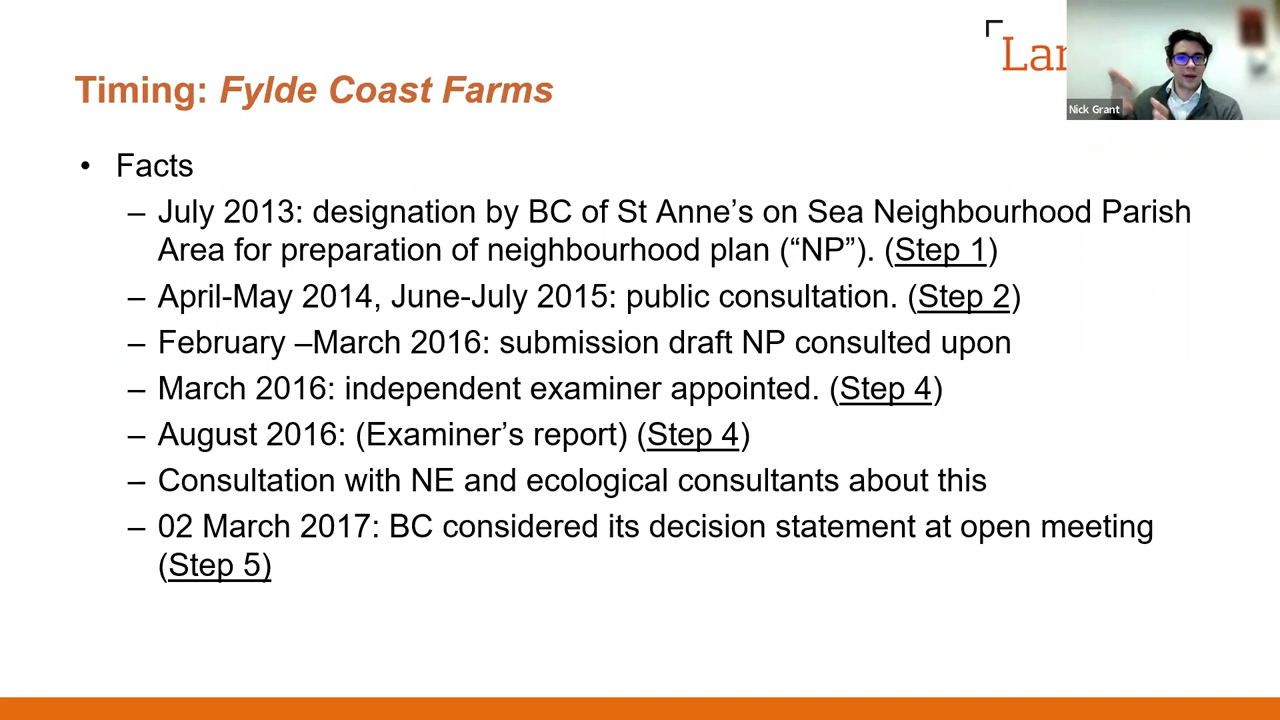 Timing: Fylde Coast Farms
Nick Grant
• Facts
– July 2013: designation by BC of St Anne’s on Sea Neighbourhood Parish
Area for preparation of neighbourhood plan (“NP”). (Step 1)
– April-May 2014, June-July 2015: public consultation. (Step 2)
– February –March 2016: submission draft NP consulted upon
– March 2016: independent examiner appointed. (Step 4)
– August 2016: (Examiner’s report) (Step 4)
– Consultation with NE and ecological consultants about this
– 02 March 2017: BC considered its decision statement at open meeting
(Step 5)